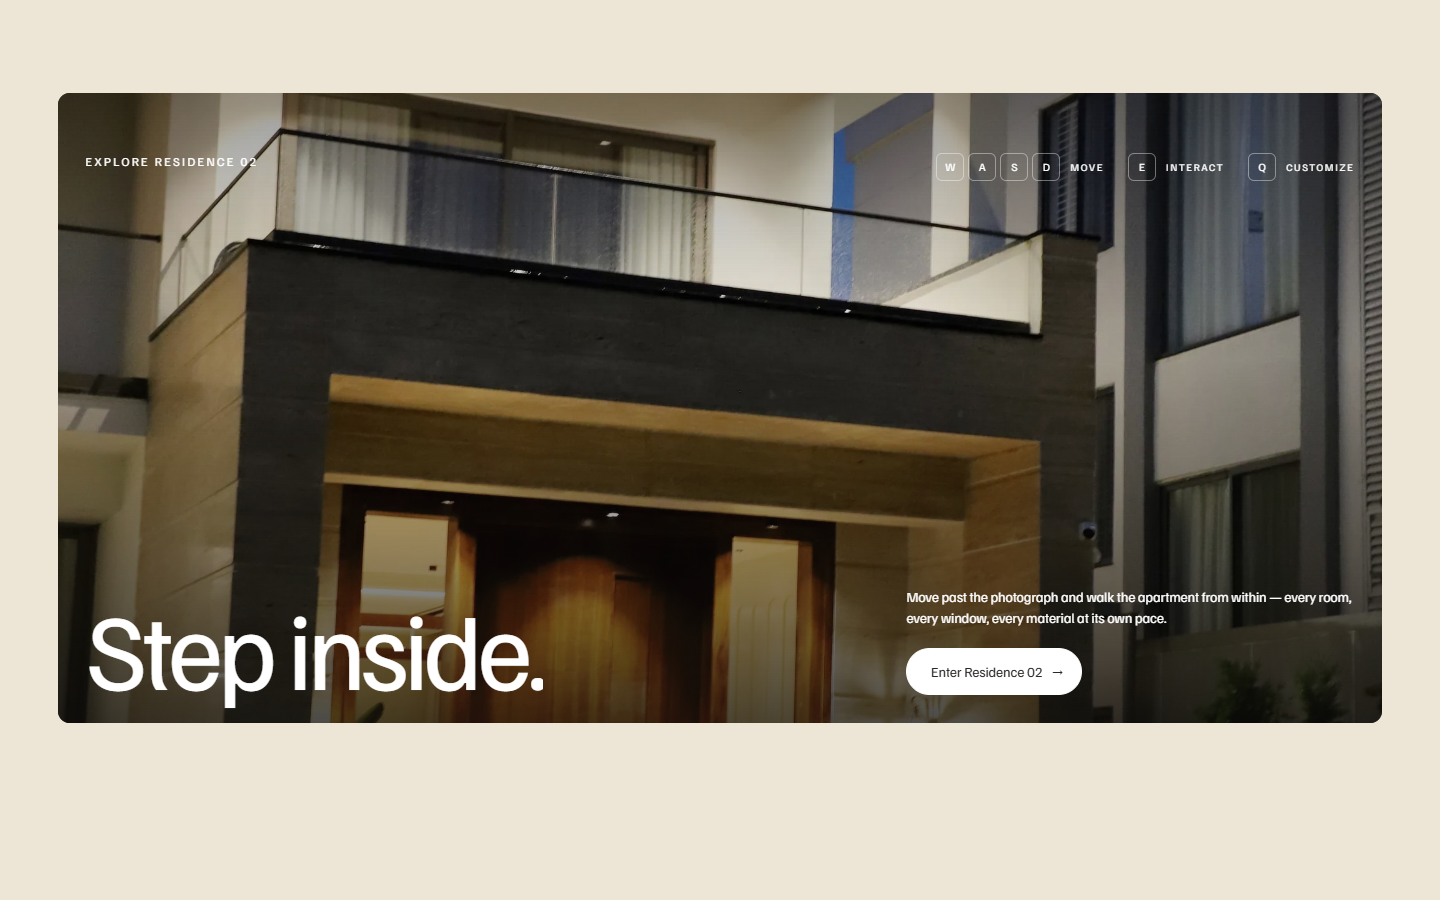 EXPLORE RESIDENCE 02
W A S D MOVE E INTERACT Q CUSTOMIZE
Step inside.
Move past the photograph and walk the apartment from within — every room,
every window, every material at its own pace.
Enter Residence 02 →